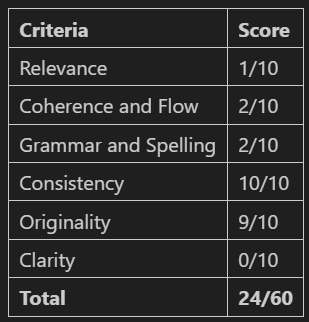 Criteria Score
Relevance 1/10
Coherence and Flow 2/10
Grammar and Spelling 2/10
Consistency 10/10
Originality 9/10
Clarity 0/10
Total 24/60